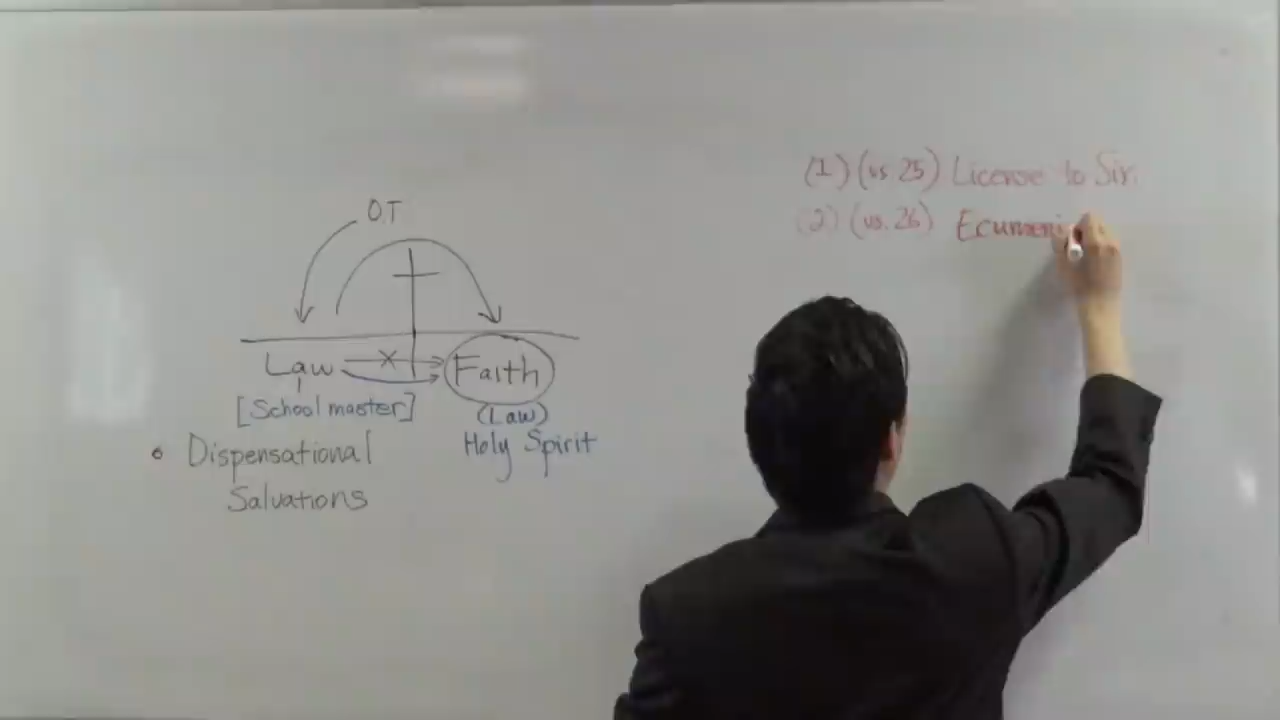 OT
Law
Faith
[School master]
(Law)
Holy Spirit
Dispensational
Salvations
(1) (vs. 25) License to Sin.
(2) (vs. 26) Ecumeni